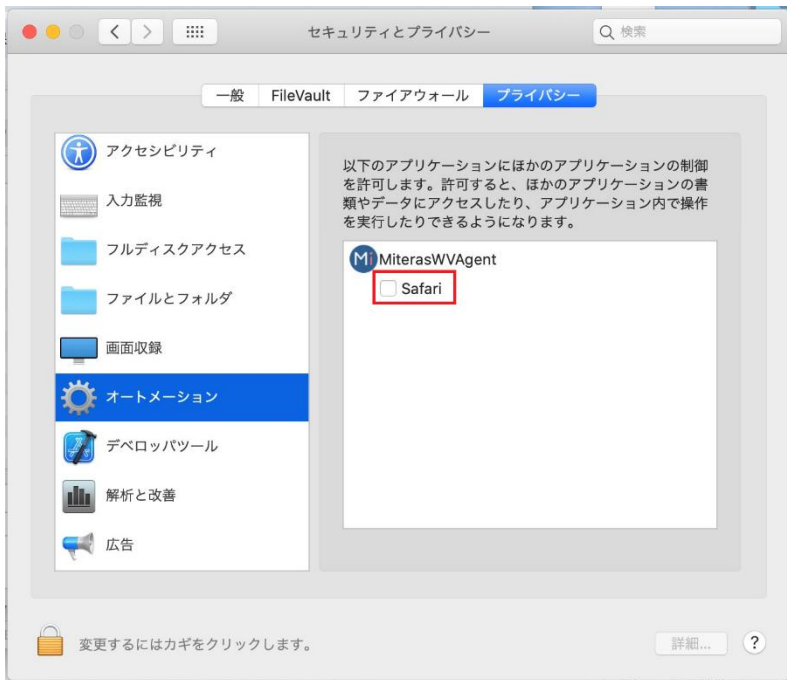 セキュリティとプライバシー
検索
一般
FileVault
ファイアウォール
プライバシー
アクセシビリティ
入力監視
フルディスクアクセス
ファイルとフォルダ
画面収録
オートメーション
デベロッパツール
解析と改善
広告
以下のアプリケーションにほかのアプリケーションの制御
を許可します。許可すると、ほかのアプリケーションの書
類やデータにアクセスしたり、アプリケーション内で操作
を実行したりできるようになります。
Mi MiterasWVAgent
Safari
変更するにはカギをクリックします。
詳細...
?